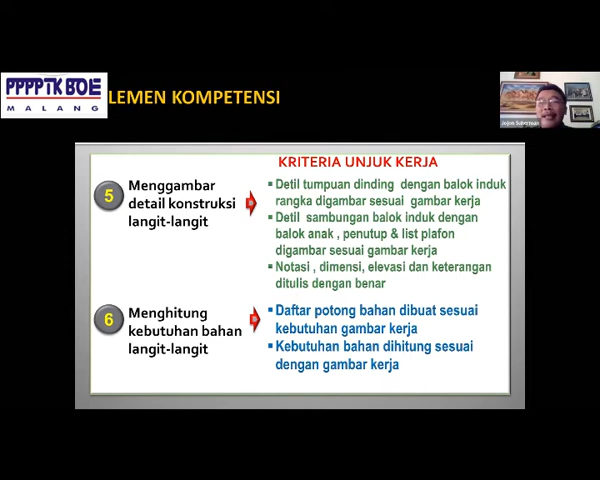 PPPPTK BOE
MALANG
LEMEN KOMPETENSI
Jojon Suherman
KRITERIA UNJUK KERJA
5
Menggambar
detail konstruksi
langit-langit
Detil tumpuan dinding dengan balok induk
rangka digambar sesuai gambar kerja
Detil sambungan balok induk dengan
balok anak , penutup & list plafon
digambar sesuai gambar kerja
Notasi , dimensi, elevasi dan keterangan
ditulis dengan benar
6
Menghitung
kebutuhan bahan
langit-langit
Daftar potong bahan dibuat sesuai
kebutuhan gambar kerja
Kebutuhan bahan dihitung sesuai
dengan gambar kerja